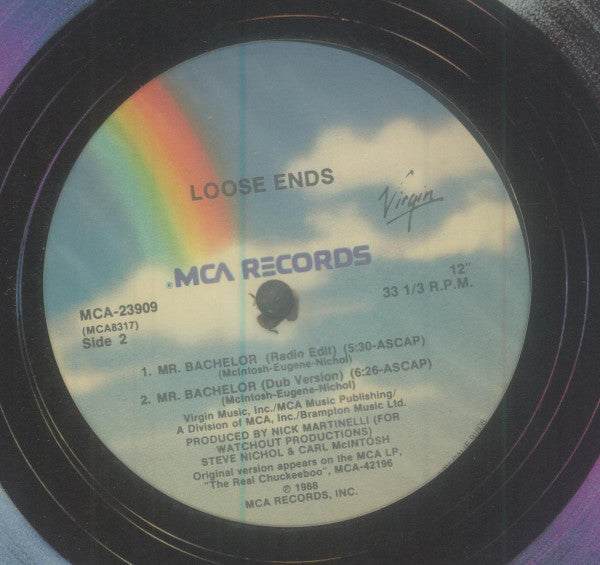 LOOSE ENDS
Virgin
® MCA RECORDS
MCA-23909
(MCA8317)
Side 2
12"
33 1/3 R.P.M.
1. MR. BACHELOR (Radio Edit) (5:30-ASCAP)
(McIntosh-Eugene-Nichol)
2. MR. BACHELOR (Dub Version) (6:26-ASCAP)
(McIntosh-Eugene-Nichol)
Virgin Music, Inc./MCA Music Publishing/
A Division of MCA, Inc./Brampton Music Ltd.
PRODUCED BY NICK MARTINELLI (FOR
WATCHOUT PRODUCTIONS)
STEVE NICHOL & CARL McINTOSH
Original version appears on the MCA LP,
"The Real Chuckeeboo", MCA-42196
℗ 1988
MCA RECORDS, INC.